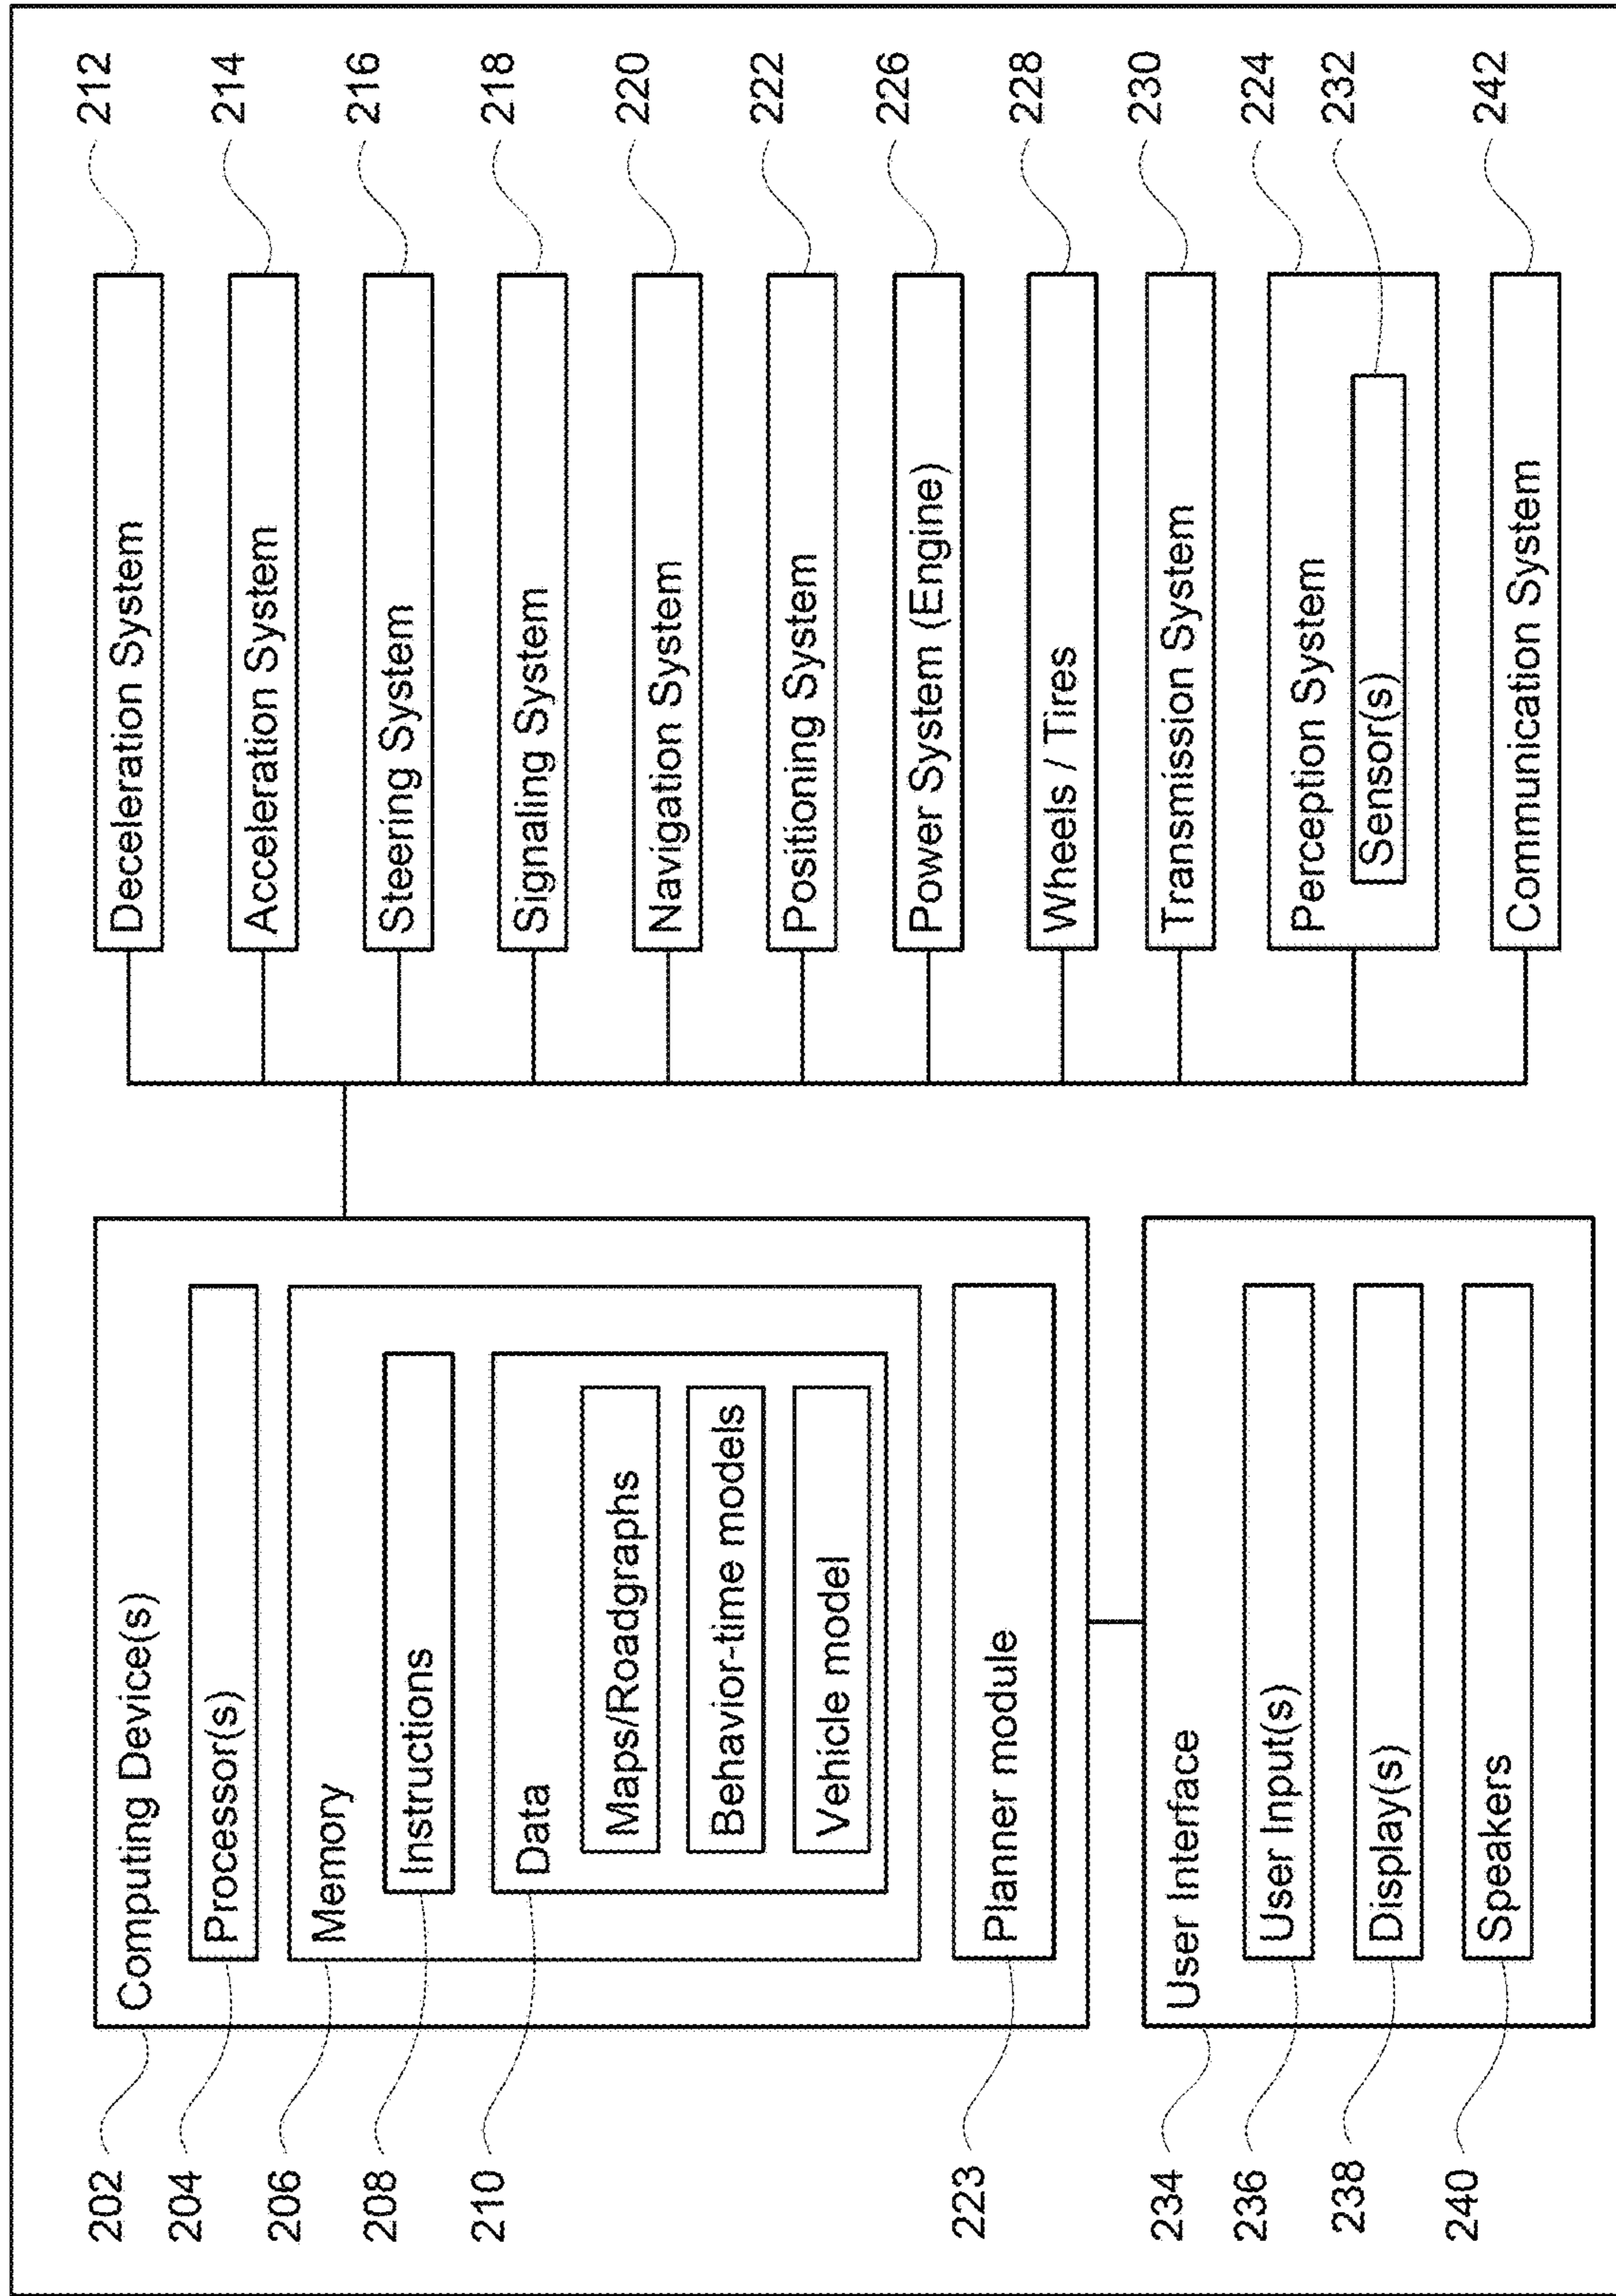 202
Computing Device(s)
204
Processor(s)
206
Memory
208
Instructions
210
Data
Maps/Roadgraphs
Behavior-time models
Vehicle model
223
Planner module
234
User Interface
236
User Input(s)
238
Display(s)
240
Speakers
Deceleration System
212
Acceleration System
214
Steering System
216
Signaling System
218
Navigation System
220
Positioning System
222
Power System (Engine)
226
Wheels / Tires
228
Transmission System
230
Perception System
224
Sensor(s)
232
Communication System
242